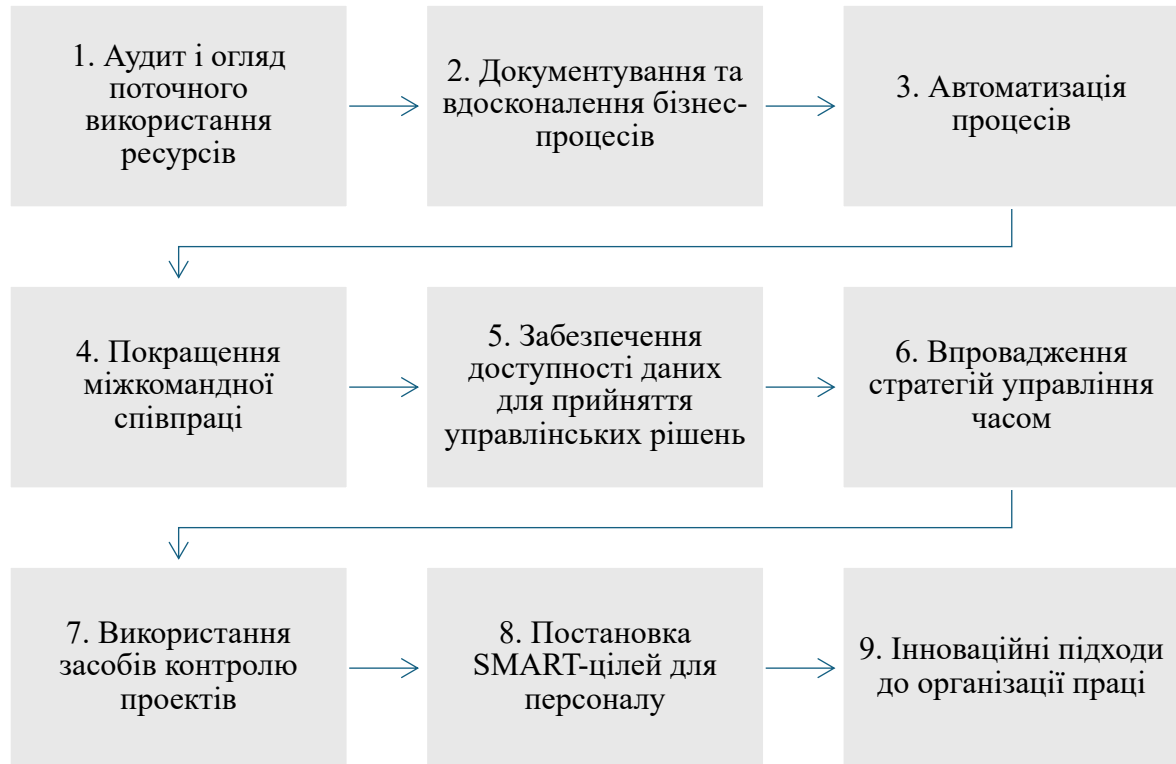 1. Аудит і огляд
поточного
використання
ресурсів
2. Документування та
вдосконалення бізнес-
процесів
3. Автоматизація
процесів
4. Покращення
міжкомандної
співпраці
5. Забезпечення
доступності даних
для прийняття
управлінських рішень
6. Впровадження
стратегій управління
часом
7. Використання
засобів контролю
проектів
8. Постановка
SMART-цілей для
персоналу
9. Інноваційні підходи
до організації праці